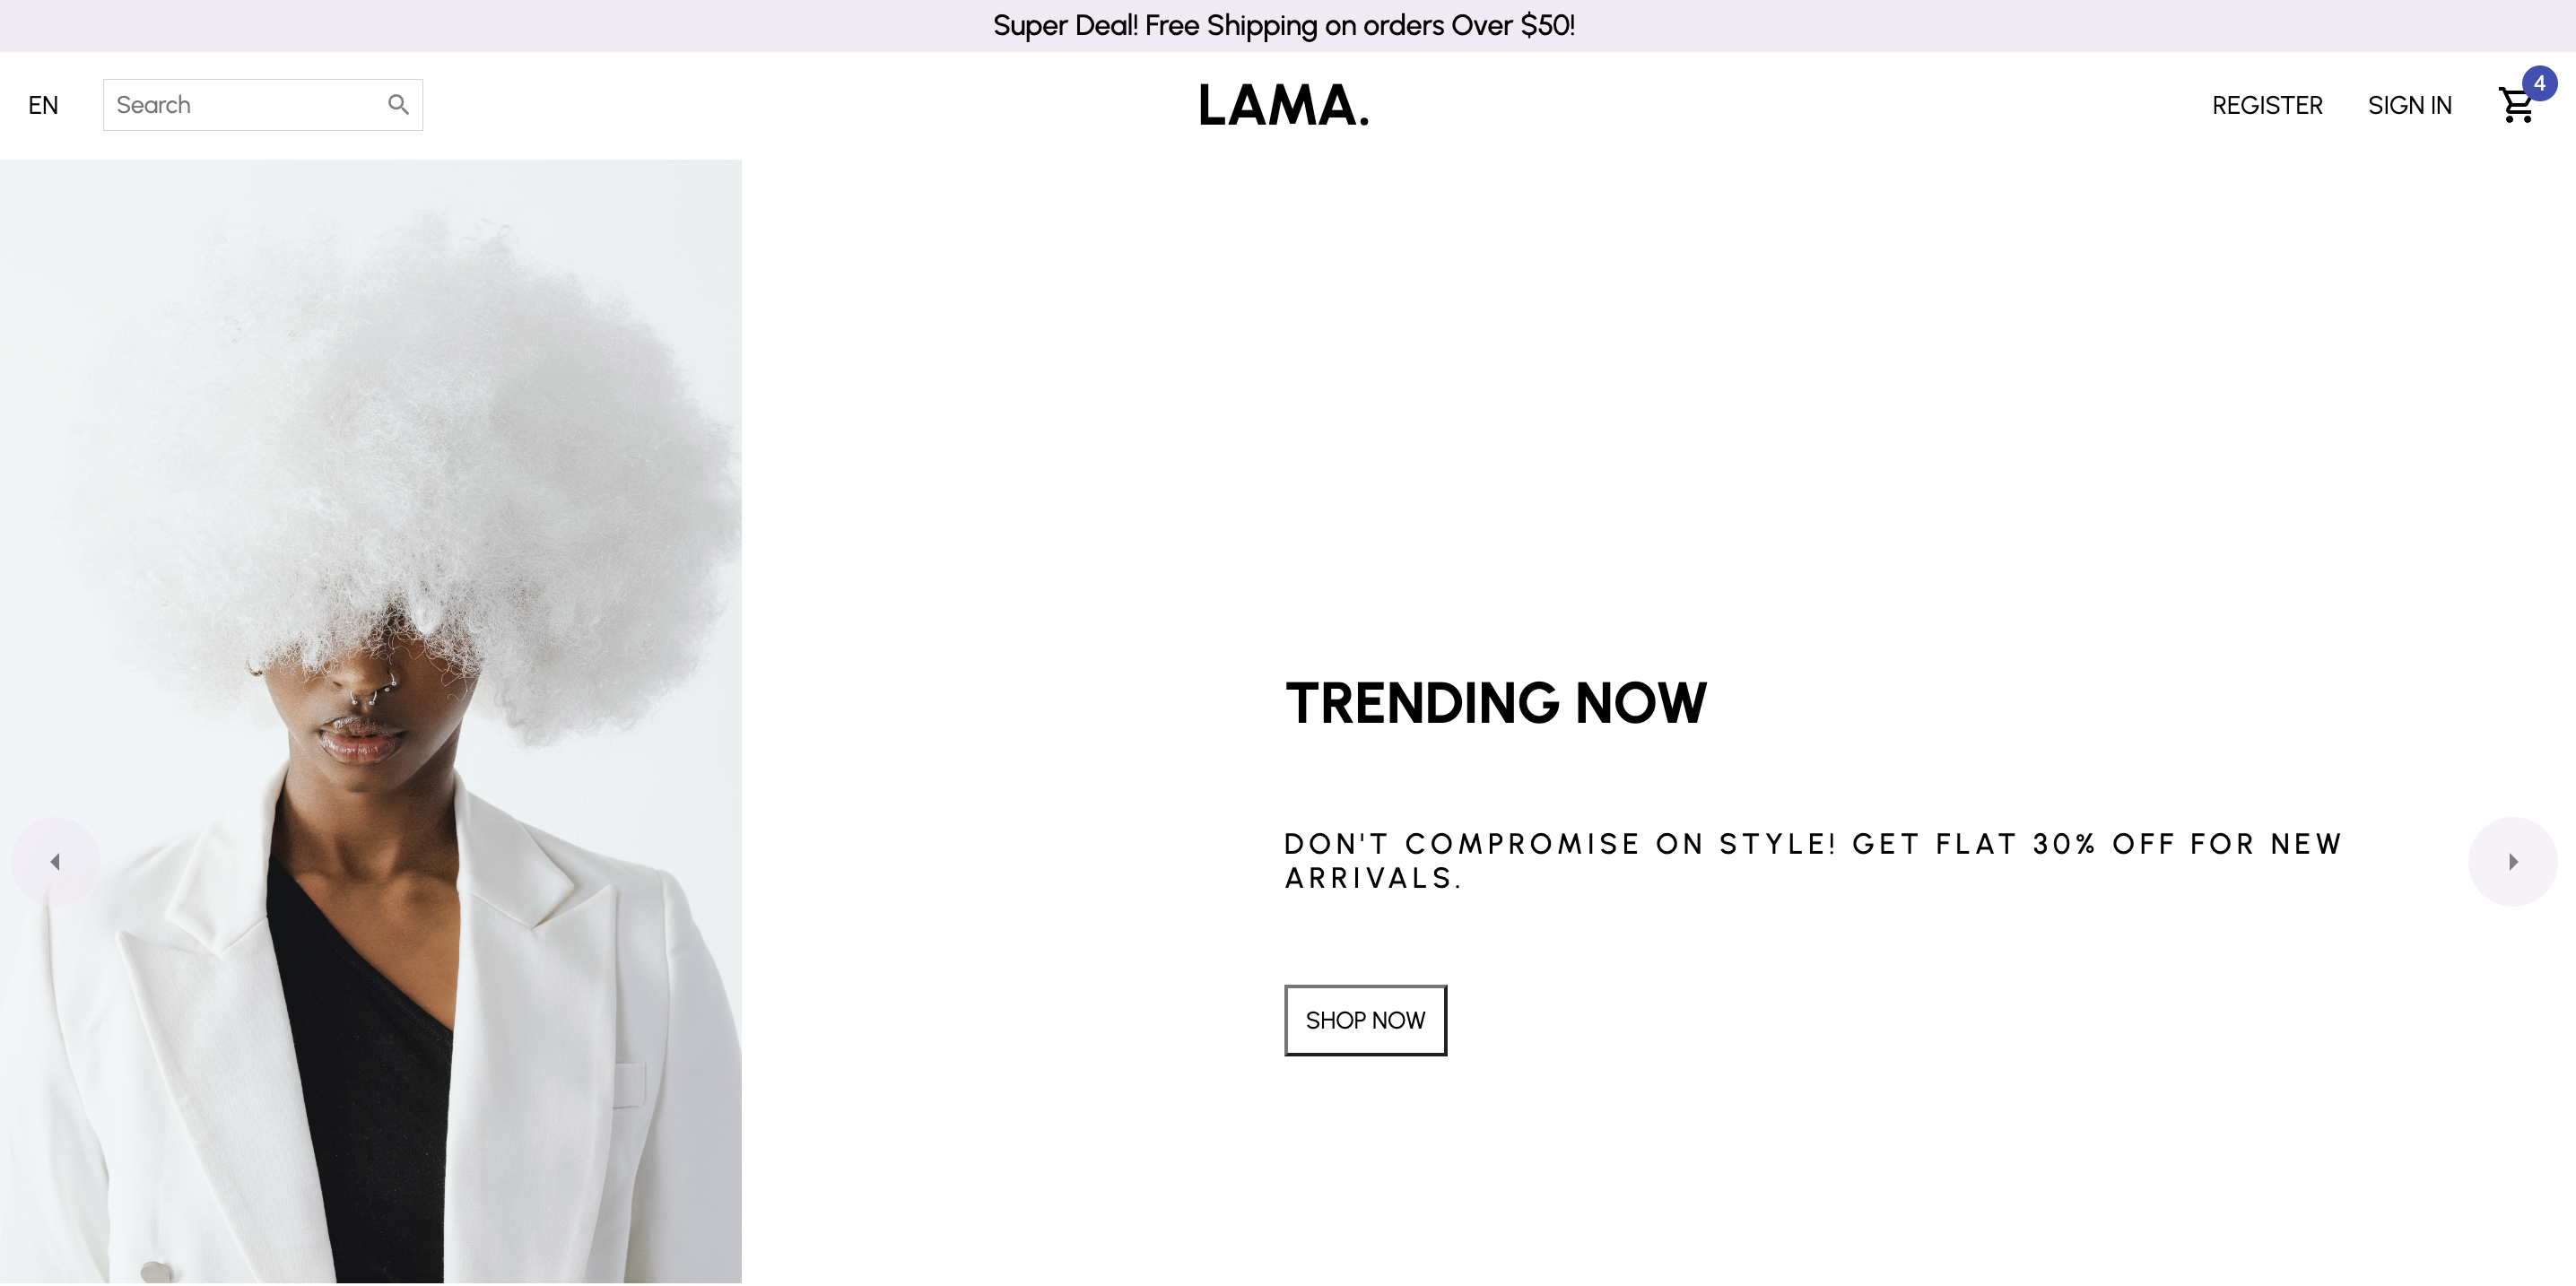 Super Deal! Free Shipping on orders Over $50!
EN
Search
LAMA.
REGISTER
SIGN IN
4
TRENDING NOW
DON'T COMPROMISE ON STYLE! GET FLAT 30% OFF FOR NEW
ARRIVALS.
SHOP NOW